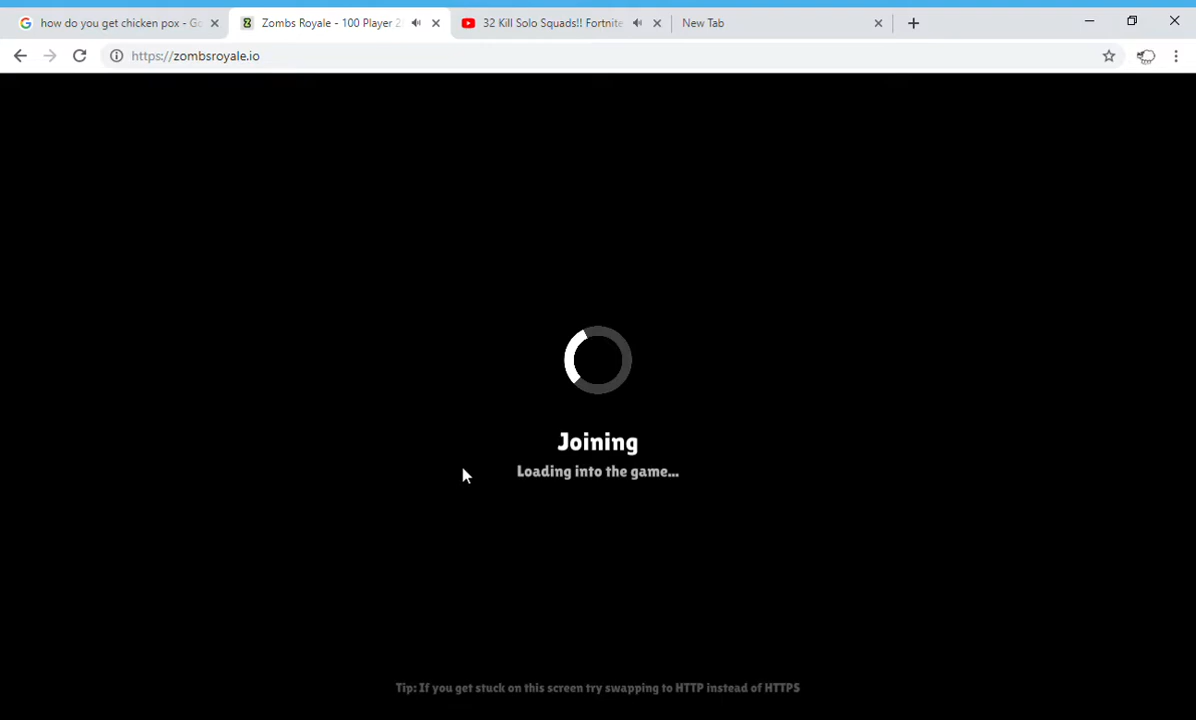 how do you get chicken pox - Go
Zombs Royale - 100 Player 2
32 Kill Solo Squads!! Fortnite
New Tab
https://zombsroyale.io
Joining
Loading into the game...
Tip: If you get stuck on this screen try swapping to HTTP instead of HTTPS